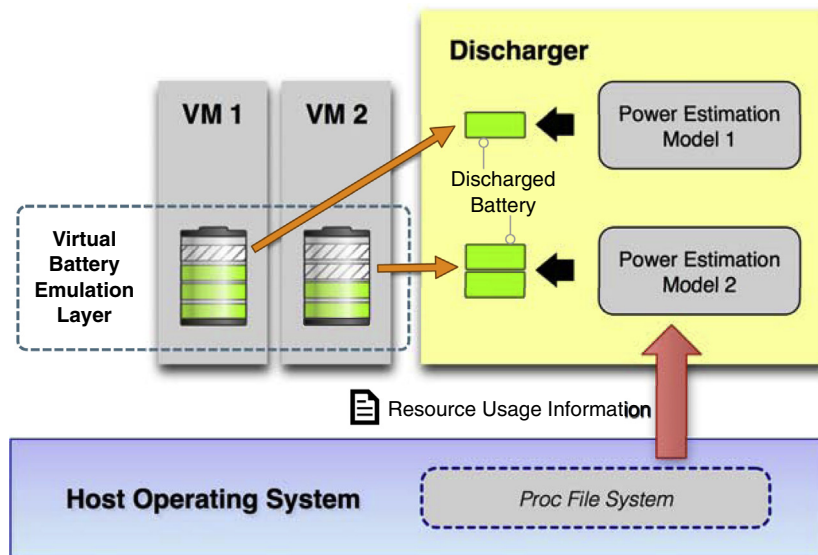 Discharger
VM 1
VM 2
Power Estimation
Model 1
Discharged
Battery
Virtual
Battery
Emulation
Layer
Power Estimation
Model 2
Resource Usage Information
Host Operating System
Proc File System